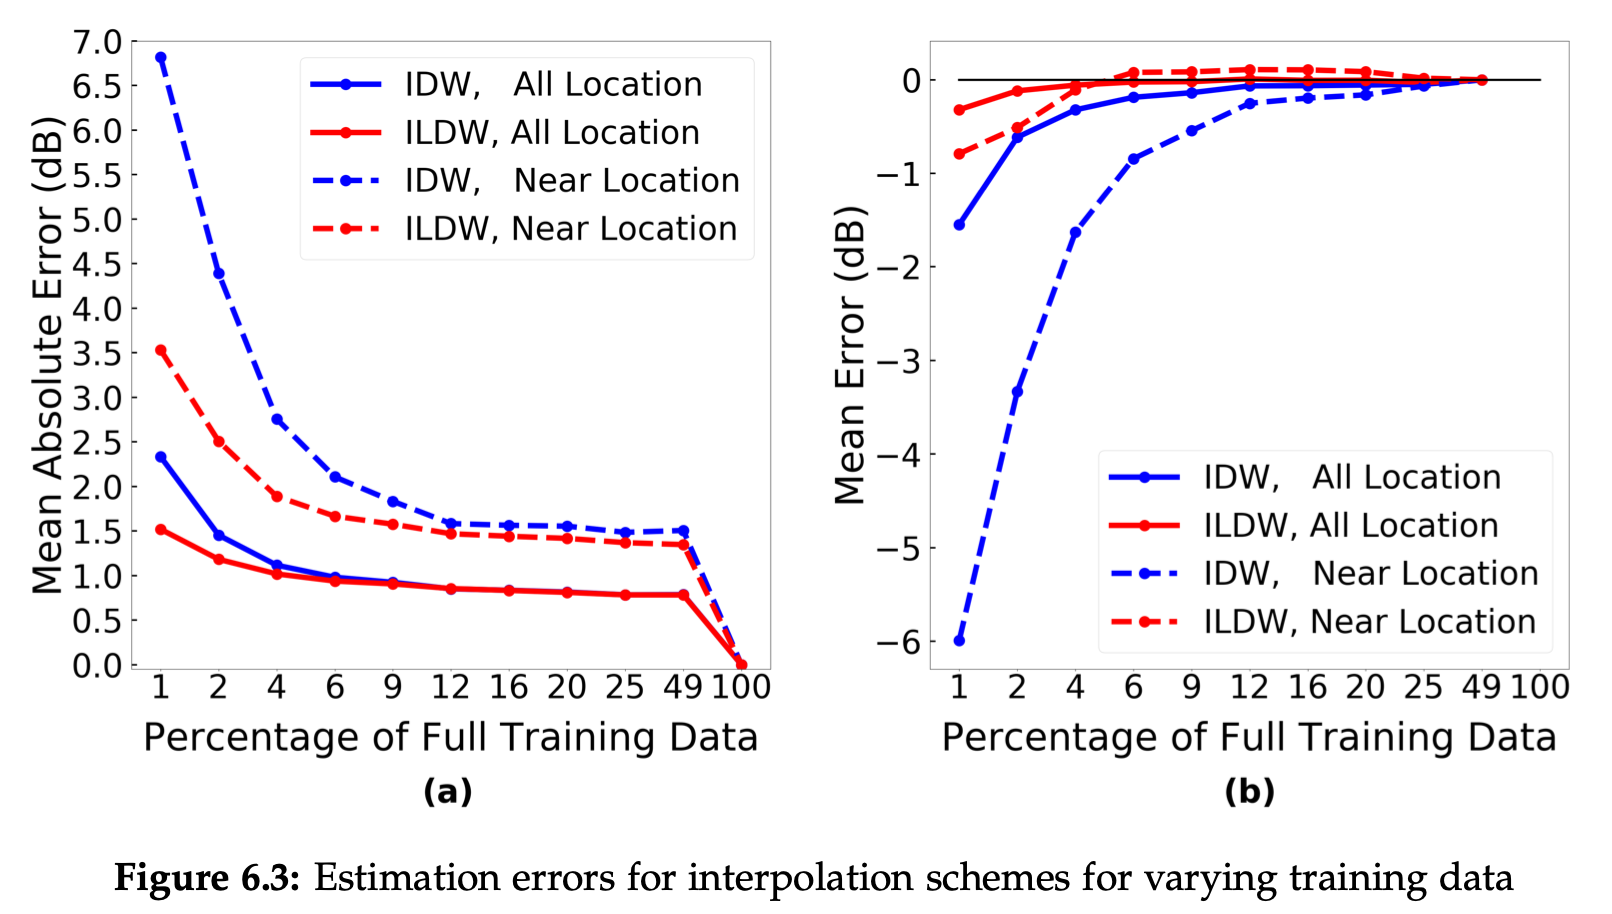 7.0
6.5
6.0
5.5
5.0
4.5
4.0
3.5
3.0
2.5
2.0
1.5
1.0
0.5
0.0
Mean Absolute Error (dB)
IDW, All Location
ILDW, All Location
IDW, Near Location
ILDW, Near Location
1 2 4 6 9 12 16 20 25 49 100
Percentage of Full Training Data
(a)
0
−1
−2
−3
−4
−5
−6
Mean Error (dB)
IDW, All Location
ILDW, All Location
IDW, Near Location
ILDW, Near Location
1 2 4 6 9 12 16 20 25 49 100
Percentage of Full Training Data
(b)
Figure 6.3: Estimation errors for interpolation schemes for varying training data